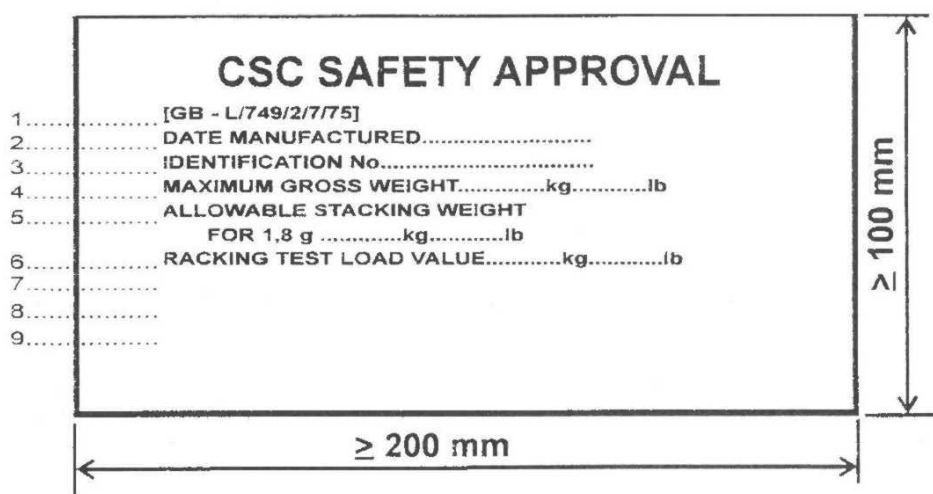 CSC SAFETY APPROVAL
1.................... [GB - L/749/2/7/75]
2.................... DATE MANUFACTURED..........................
3.................... IDENTIFICATION No................................
4.................... MAXIMUM GROSS WEIGHT.............kg...........lb
5.................... ALLOWABLE STACKING WEIGHT
FOR 1,8 g ............kg...........lb
6.................... RACKING TEST LOAD VALUE...........kg...........lb
7....................
8....................
9....................
≥ 100 mm
≥ 200 mm